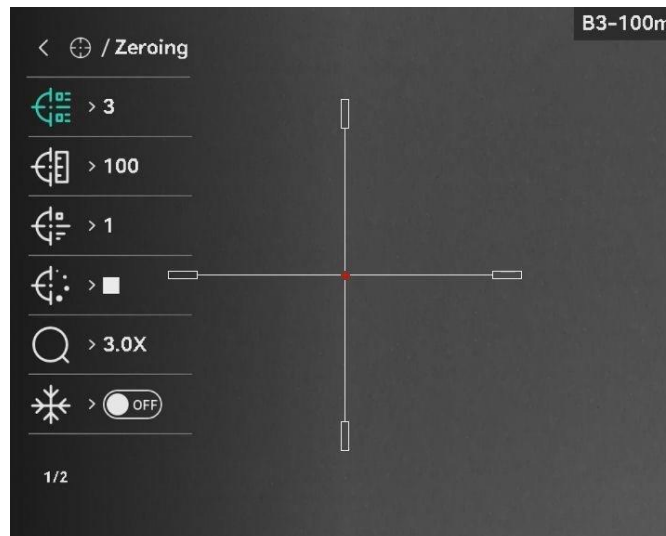 B3-100m
< / Zeroing
> 3
> 100
> 1
>
> 3.0X
> OFF
1/2